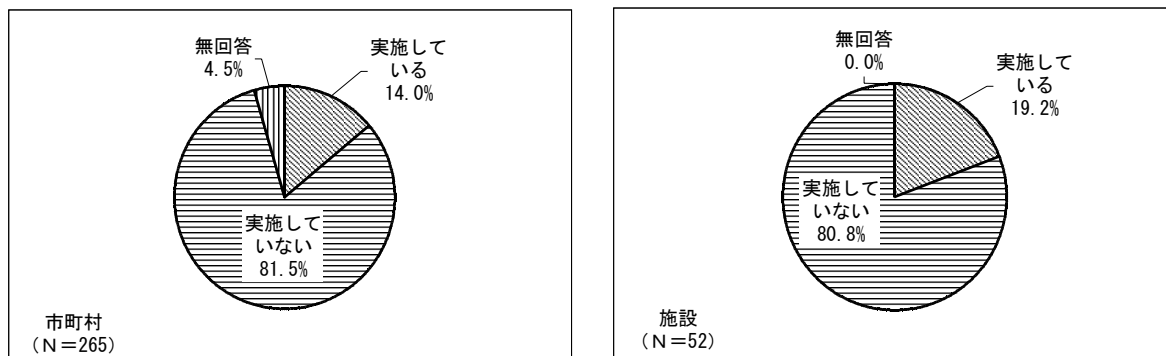 無回答
4.5%
実施して
いる
14.0%
実施して
いない
81.5%
市町村
（Ｎ＝265）
無回答
0.0%
実施して
いる
19.2%
実施して
いない
80.8%
施設
（Ｎ＝52）